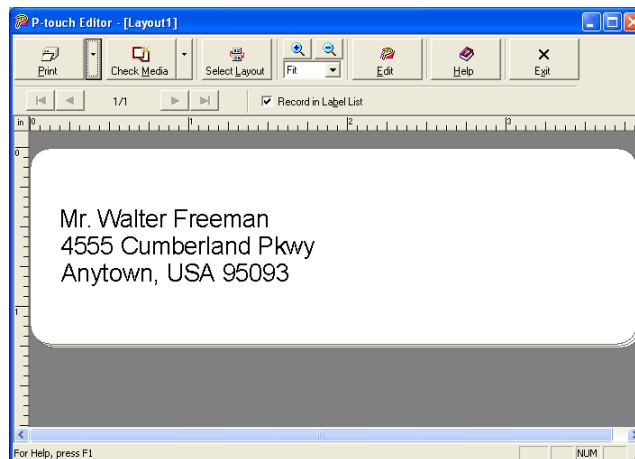 P-touch Editor - [Layout1]
Print Check Media Select Layout Fit Edit Help Exit
1/1 Record in Label List
in 0 1 2 3
0
Mr. Walter Freeman
4555 Cumberland Pkwy
Anytown, USA 95093
1
For Help, press F1 NUM